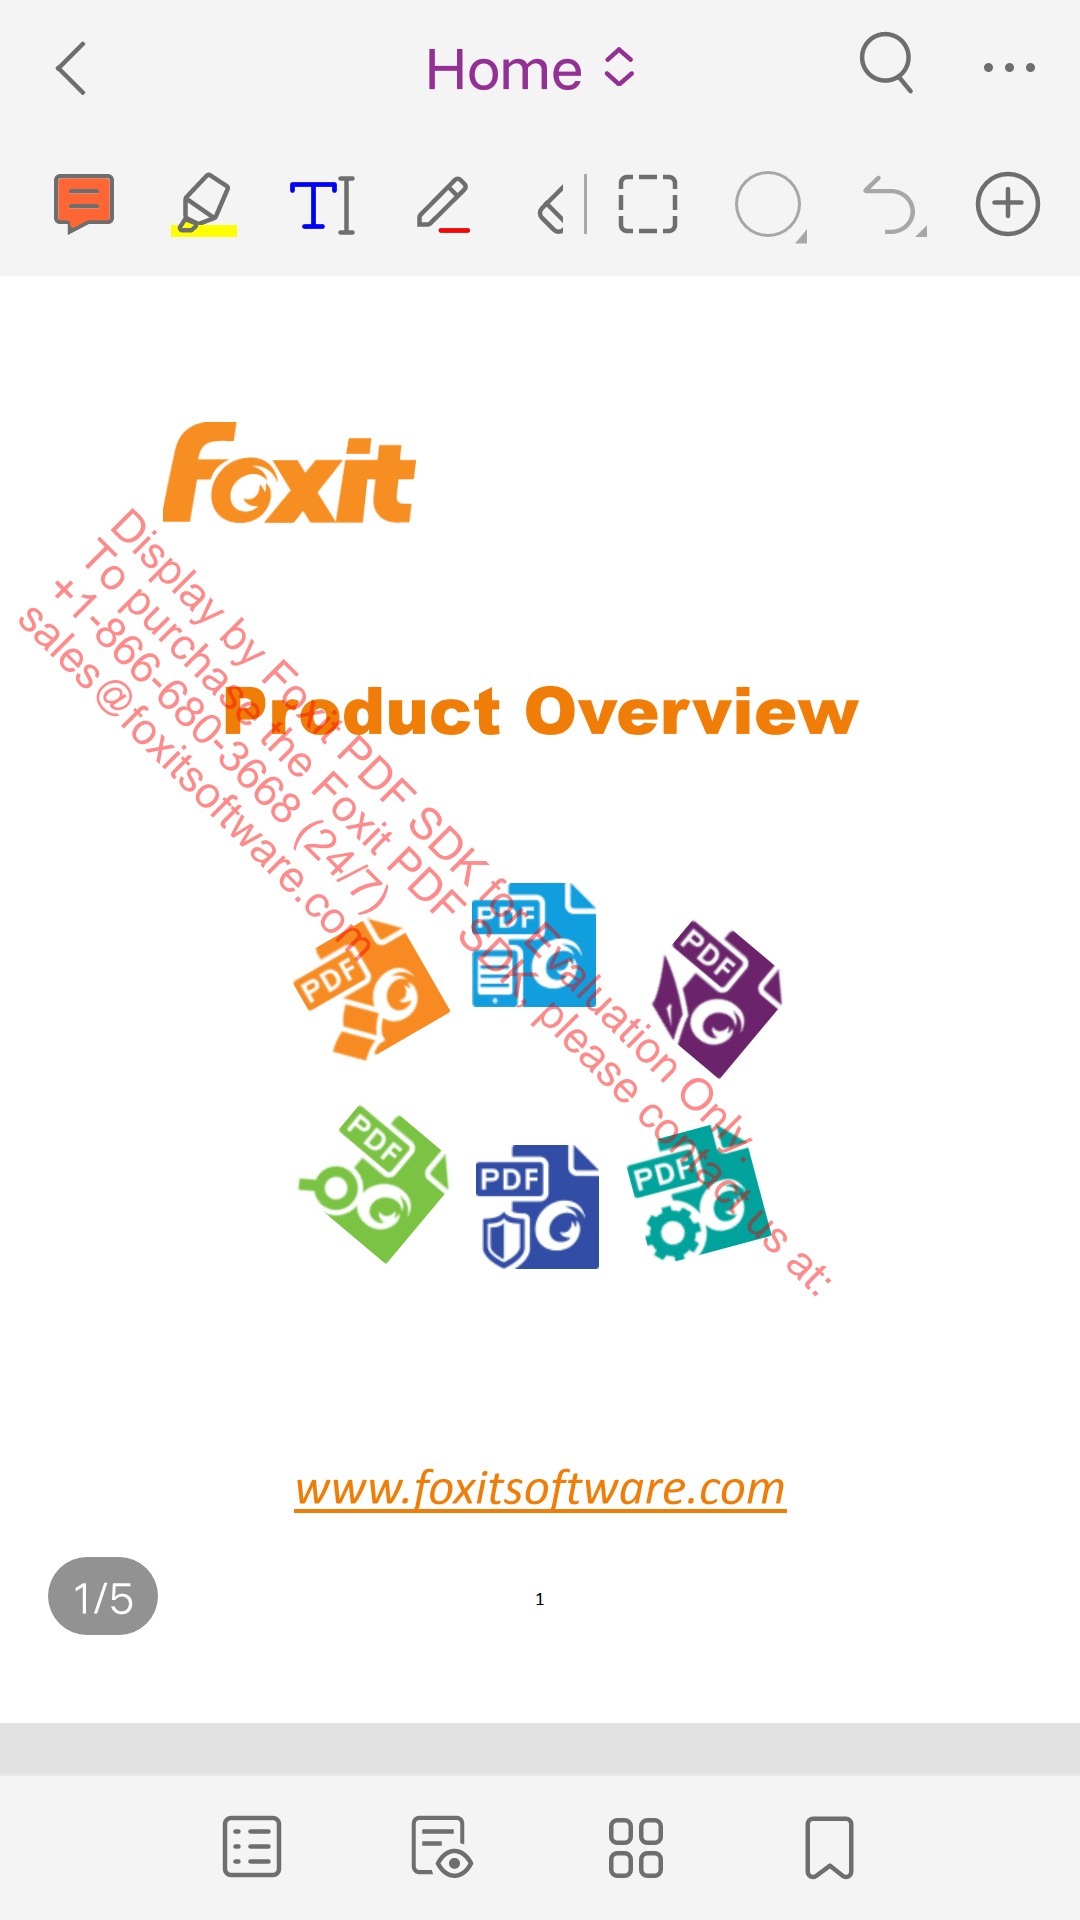 Home
T
Foxit
Display by Foxit PDF SDK for Evaluation Only.
To purchase the Foxit PDF SDK, please contact us at:
+1-866-680-3668 (24/7)
sales@foxitsoftware.com
Product Overview
PDF
PDF
PDF
PDF
PDF
PDF
www.foxitsoftware.com
1/5
1